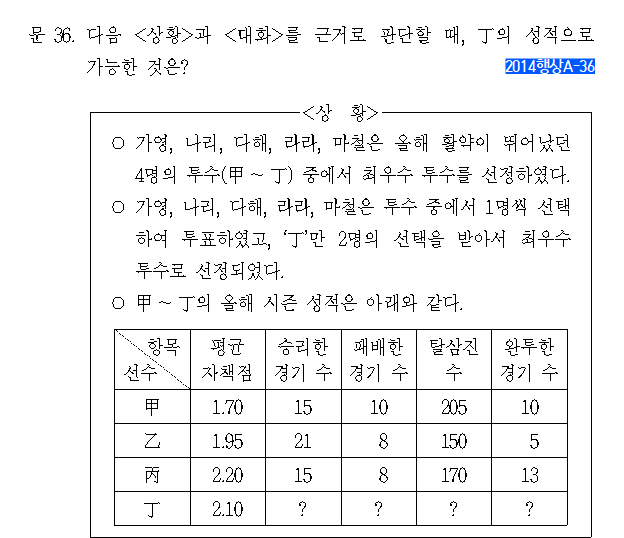 문 36. 다음 <상황>과 <대화>를 근거로 판단할 때, 丁의 성적으로
가능한 것은?
2014행상A-36
<상 황>
○ 가영, 나리, 다해, 라라, 마철은 올해 활약이 뛰어났던
4명의 투수(甲~丁) 중에서 최우수 투수를 선정하였다.
○ 가영, 나리, 다해, 라라, 마철은 투수 중에서 1명씩 선택
하여 투표하였고, ‘丁’만 2명의 선택을 받아서 최우수
투수로 선정되었다.
○ 甲~丁의 올해 시즌 성적은 아래와 같다.
항목 평균 승리한 패배한 탈삼진 완투한
선수 자책점 경기 수 경기 수 수 경기 수
甲 1.70 15 10 205 10
乙 1.95 21 8 150 5
丙 2.20 15 8 170 13
丁 2.10 ? ? ? ?